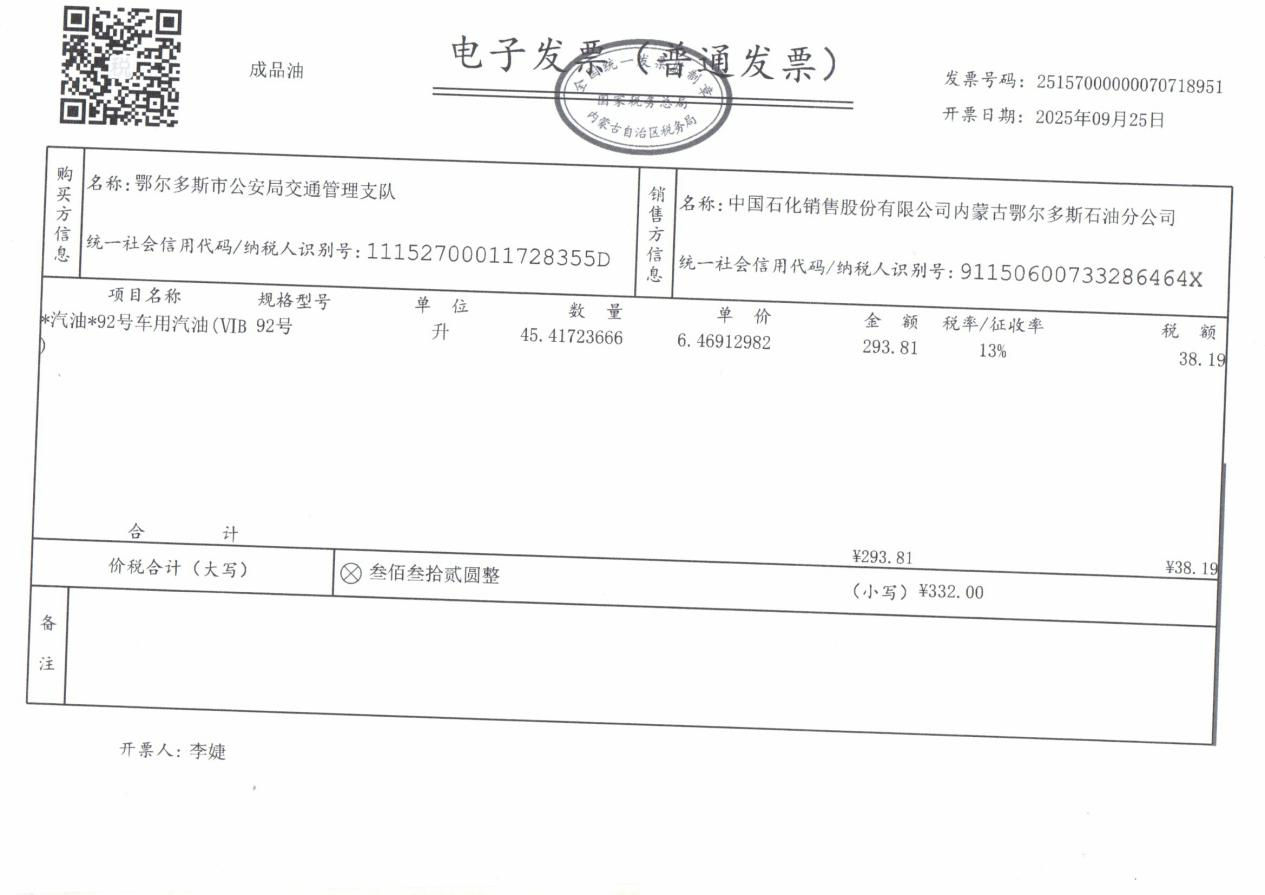 税
成品油
电子发票（普通发票）
全国统一发票监制章
国家税务总局
内蒙古自治区税务局
发票号码：25157000000070718951
开票日期：2025年09月25日
购买方信息
名称：鄂尔多斯市公安局交通管理支队
统一社会信用代码/纳税人识别号：11152700011728355D
销售方信息
名称：中国石化销售股份有限公司内蒙古鄂尔多斯石油分公司
统一社会信用代码/纳税人识别号：91150600733286464X
项目名称 规格型号 单 位 数 量 单 价 金 额 税率/征收率 税 额
*汽油*92号车用汽油(VIB 92号 升 45.41723666 6.46912982 293.81 13% 38.19
)
合 计 ¥293.81 ¥38.19
价税合计（大写） 叁佰叁拾贰圆整 （小写）¥332.00
备注
开票人：李婕